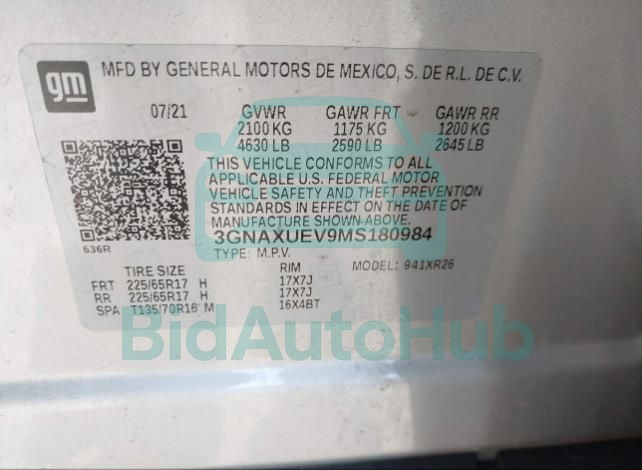 gm MFD BY GENERAL MOTORS DE MEXICO, S. DE R.L. DE C.V.
07/21 GVWR GAWR FRT GAWR RR
2100 KG 1175 KG 1200 KG
4630 LB 2590 LB 2645 LB
THIS VEHICLE CONFORMS TO ALL
APPLICABLE U.S. FEDERAL MOTOR
VEHICLE SAFETY AND THEFT PREVENTION
STANDARDS IN EFFECT ON THE DATE OF
MANUFACTURE SHOWN ABOVE.
636R 3GNAXUEV9MS180984
TYPE: M.P.V. MODEL: 941XR26
TIRE SIZE RIM
FRT 225/65R17 H 17X7J
RR 225/65R17 H 17X7J
SPA T135/70R16 M 16X4BT
BidAutoHub